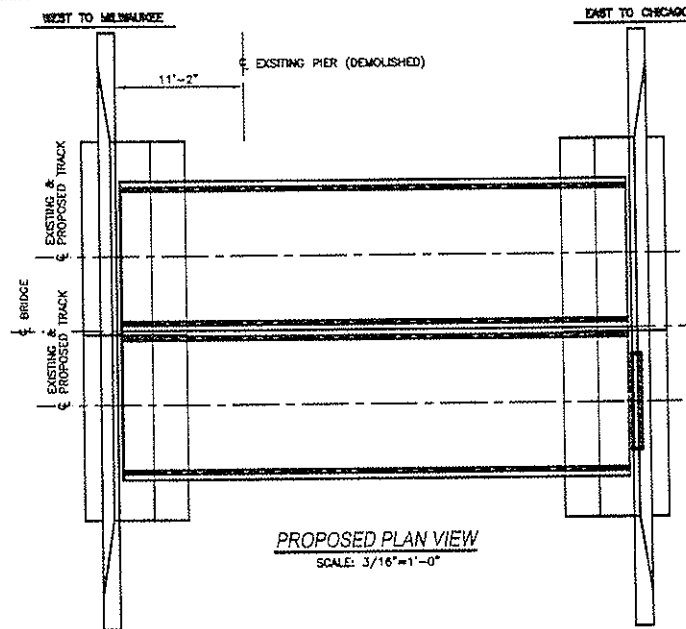 WEST TO MILWAUKEE
EAST TO CHICAGO
℄ EXSITING PIER (DEMOLISHED)
11'-2"
EXISTING &
℄ PROPOSED TRACK
℄ BRIDGE
EXISTING &
℄ PROPOSED TRACK
PROPOSED PLAN VIEW
SCALE: 3/16"=1'-0"